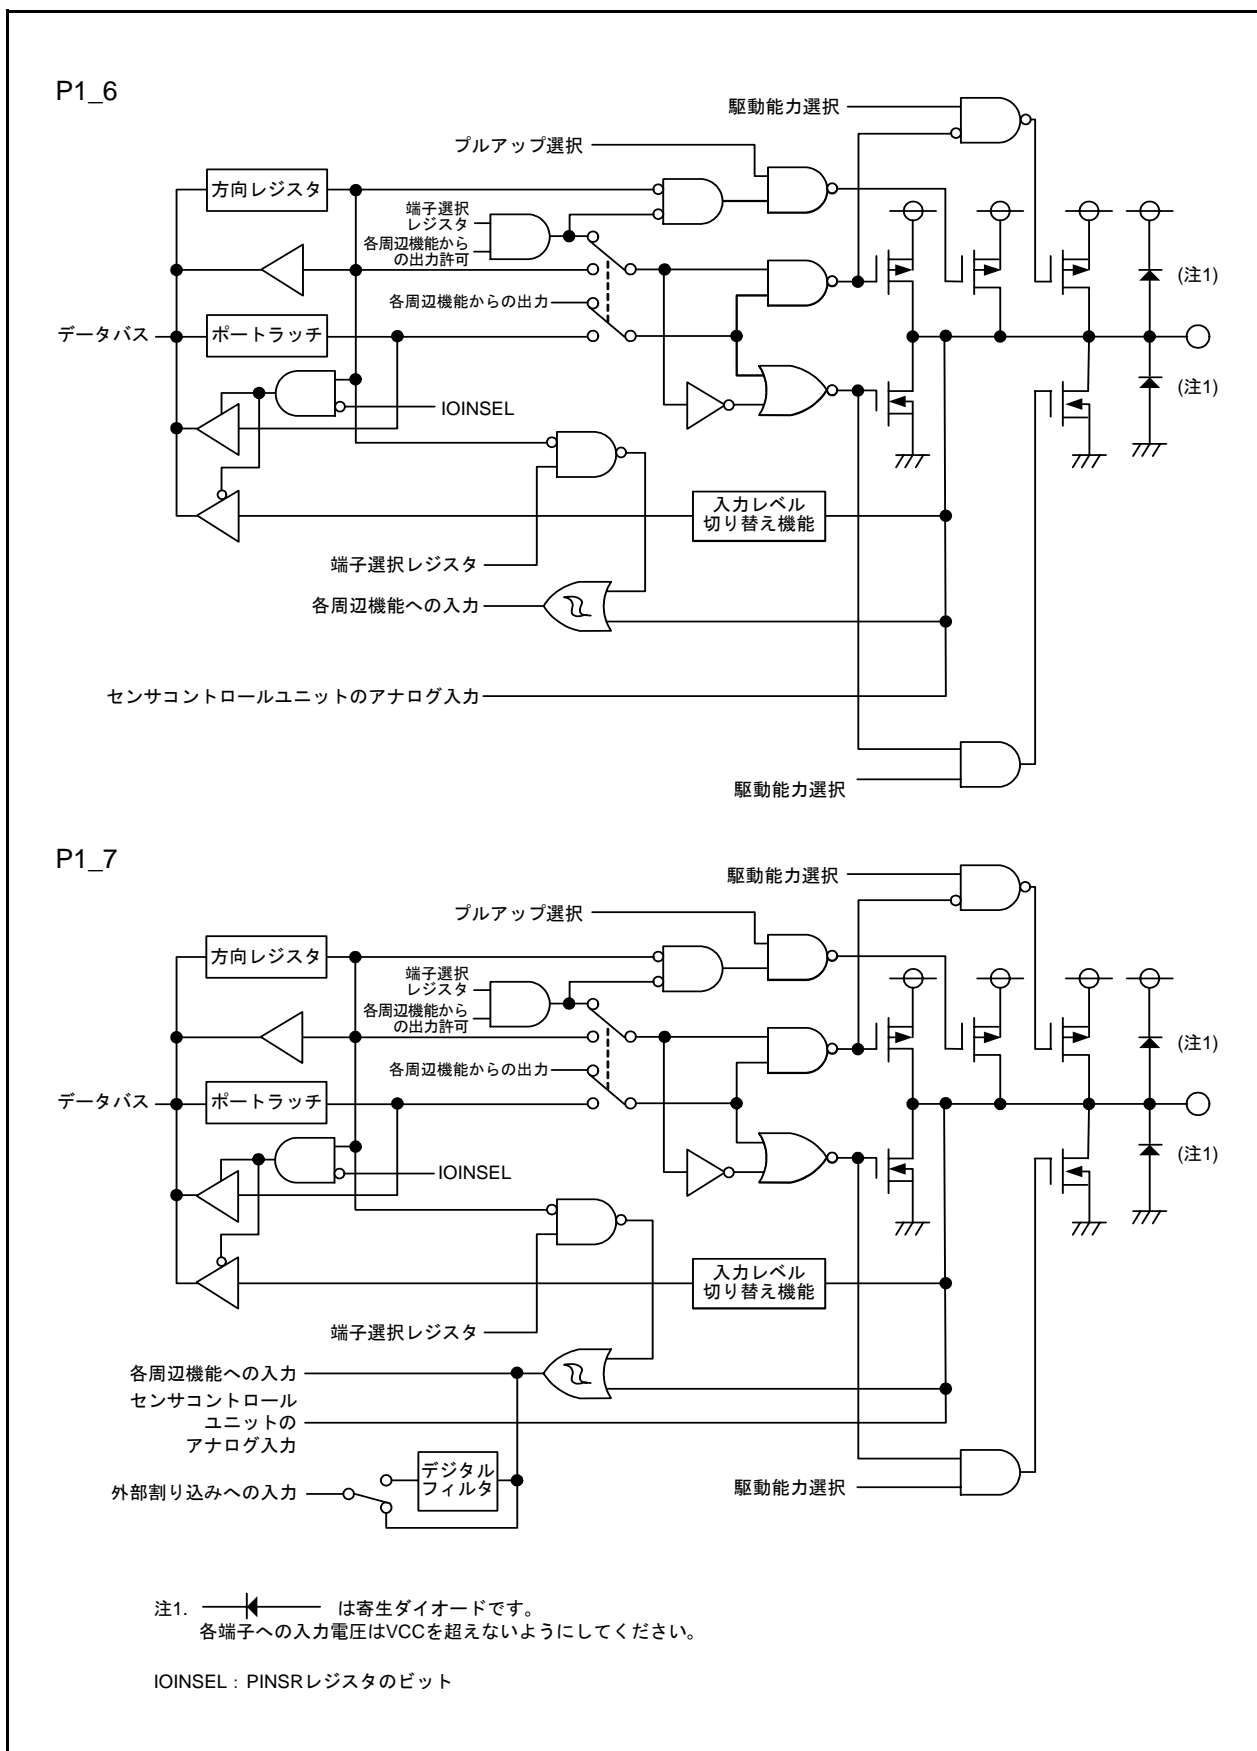 P1_6
駆動能力選択
プルアップ選択
方向レジスタ
端子選択
レジスタ
各周辺機能から
の出力許可
(注1)
各周辺機能からの出力
データバス
ポートラッチ
(注1)
IOINSEL
入力レベル
切り替え機能
端子選択レジスタ
各周辺機能への入力
センサコントロールユニットのアナログ入力
駆動能力選択
P1_7
駆動能力選択
プルアップ選択
方向レジスタ
端子選択
レジスタ
各周辺機能から
の出力許可
(注1)
各周辺機能からの出力
データバス
ポートラッチ
(注1)
IOINSEL
入力レベル
切り替え機能
端子選択レジスタ
各周辺機能への入力
センサコントロール
ユニットの
アナログ入力
デジタル
フィルタ
外部割り込みへの入力
駆動能力選択
注1. は寄生ダイオードです。
各端子への入力電圧はVCCを超えないようにしてください。
IOINSEL：PINSRレジスタのビット